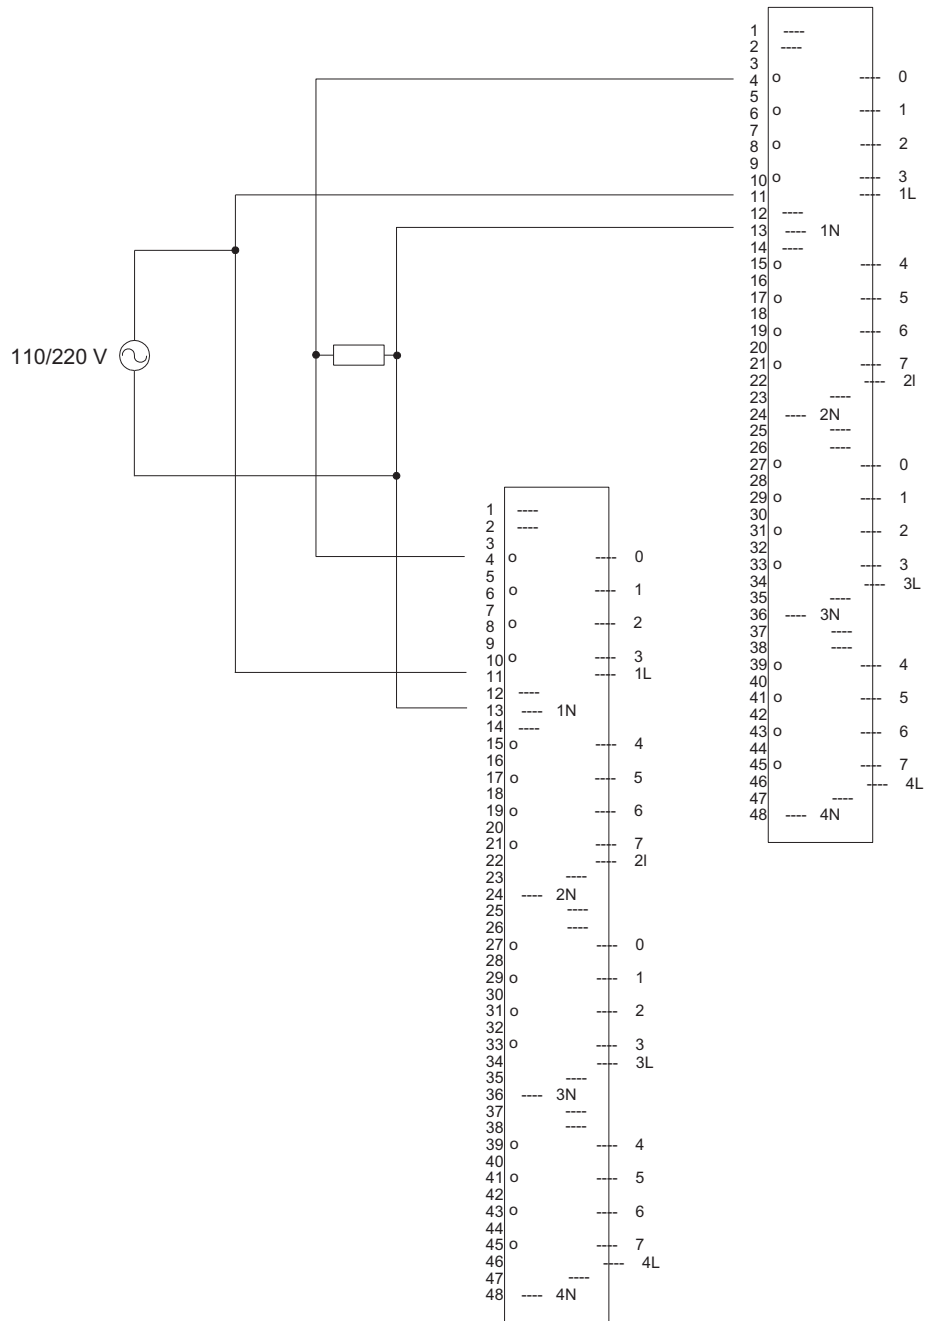 110/220 V
1 ----
2 ----
3
4 o ---- 0
5
6 o ---- 1
7
8 o ---- 2
9
10 o ---- 3
11 ---- 1L
12 ----
13 ---- 1N
14 ----
15 o ---- 4
16
17 o ---- 5
18
19 o ---- 6
20
21 o ---- 7
22 ---- 2l
23 ----
24 ---- 2N
25 ----
26 ----
27 o ---- 0
28
29 o ---- 1
30
31 o ---- 2
32
33 o ---- 3
34 ---- 3L
35 ----
36 ---- 3N
37 ----
38 ----
39 o ---- 4
40
41 o ---- 5
42
43 o ---- 6
44
45 o ---- 7
46 ---- 4L
47 ----
48 ---- 4N
1 ----
2 ----
3
4 o ---- 0
5
6 o ---- 1
7
8 o ---- 2
9
10 o ---- 3
11 ---- 1L
12 ----
13 ---- 1N
14 ----
15 o ---- 4
16
17 o ---- 5
18
19 o ---- 6
20
21 o ---- 7
22 ---- 2l
23 ----
24 ---- 2N
25 ----
26 ----
27 o ---- 0
28
29 o ---- 1
30
31 o ---- 2
32
33 o ---- 3
34 ---- 3L
35 ----
36 ---- 3N
37 ----
38 ----
39 o ---- 4
40
41 o ---- 5
42
43 o ---- 6
44
45 o ---- 7
46 ---- 4L
47 ----
48 ---- 4N